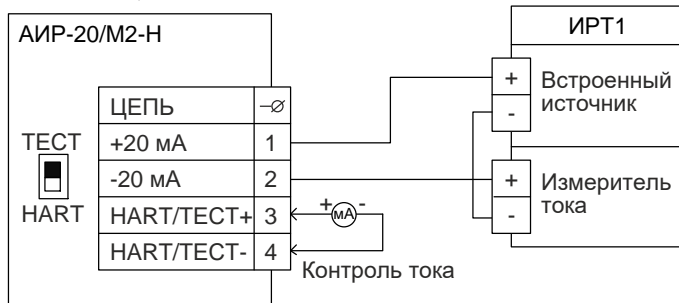 АИР-20/М2-Н
ИРТ1
ЦЕПЬ
ТЕСТ
HART
+20 мА
1
-20 мА
2
HART/ТЕСТ+
3
HART/ТЕСТ-
4
+
мА
-
Контроль тока
+
-
Встроенный
источник
+
-
Измеритель
тока